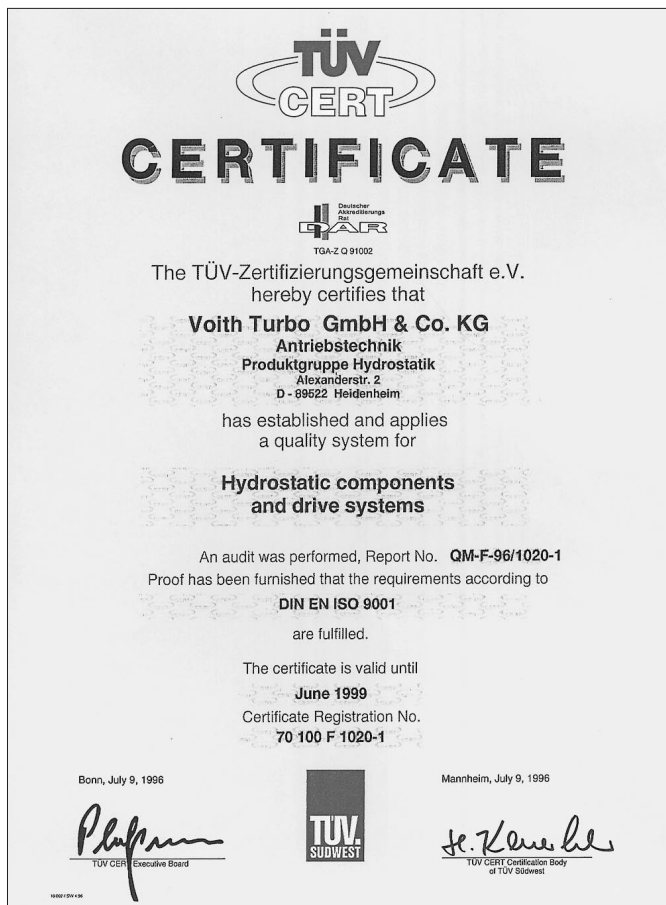 TÜV
CERT
CERTIFICATE
Deutscher
Akkreditierungs
Rat
DAR
TGA-Z Q 91002
The TÜV-Zertifizierungsgemeinschaft e.V.
hereby certifies that
Voith Turbo GmbH & Co. KG
Antriebstechnik
Produktgruppe Hydrostatik
Alexanderstr. 2
D - 89522 Heidenheim
has established and applies
a quality system for
Hydrostatic components
and drive systems
An audit was performed, Report No. QM-F-96/1020-1
Proof has been furnished that the requirements according to
DIN EN ISO 9001
are fulfilled.
The certificate is valid until
June 1999
Certificate Registration No.
70 100 F 1020-1
Bonn, July 9, 1996
Mannheim, July 9, 1996
TÜV CERT Executive Board
TÜV.
SÜDWEST
TÜV CERT Certification Body
of TÜV Südwest